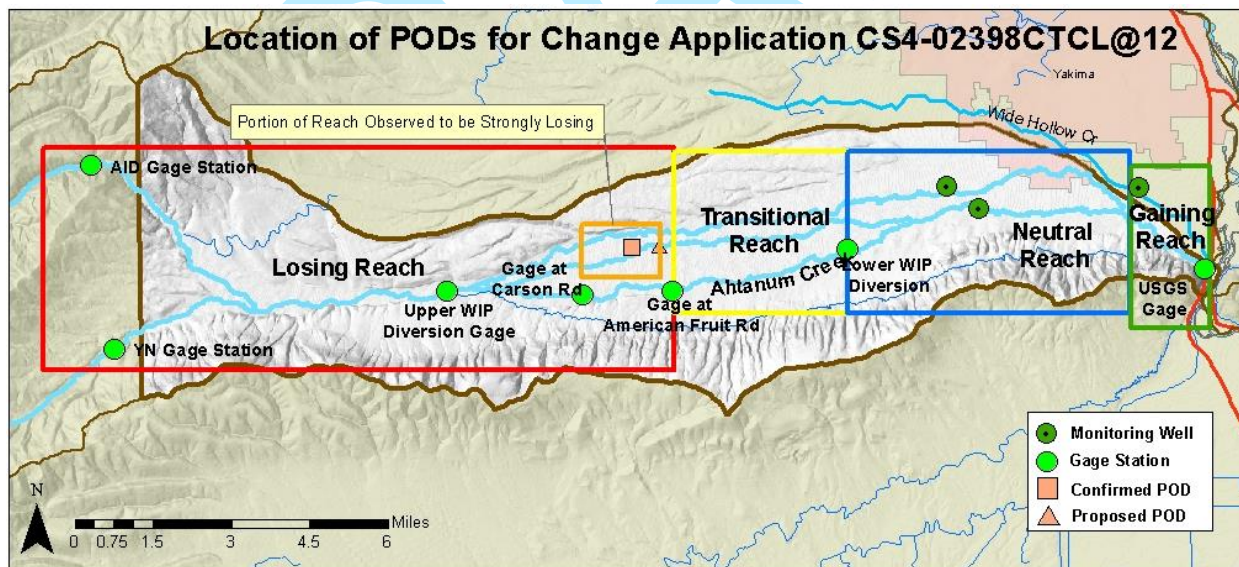 Location of PODs for Change Application CS4-02398CTCL@12
Yakima
Portion of Reach Observed to be Strongly Losing
Wide Hollow Cr
AID Gage Station
Transitional
Reach
Gaining
Reach
Neutral
Reach
Losing Reach
Gage at
Carson Rd
Ahtanum Creek
Lower WIP
Diversion
USGS
Gage
Upper WIP
Diversion Gage
Gage at
American Fruit Rd
YN Gage Station
Monitoring Well
Gage Station
Confirmed POD
Proposed POD
N
Miles
0 0.75 1.5 3 4.5 6